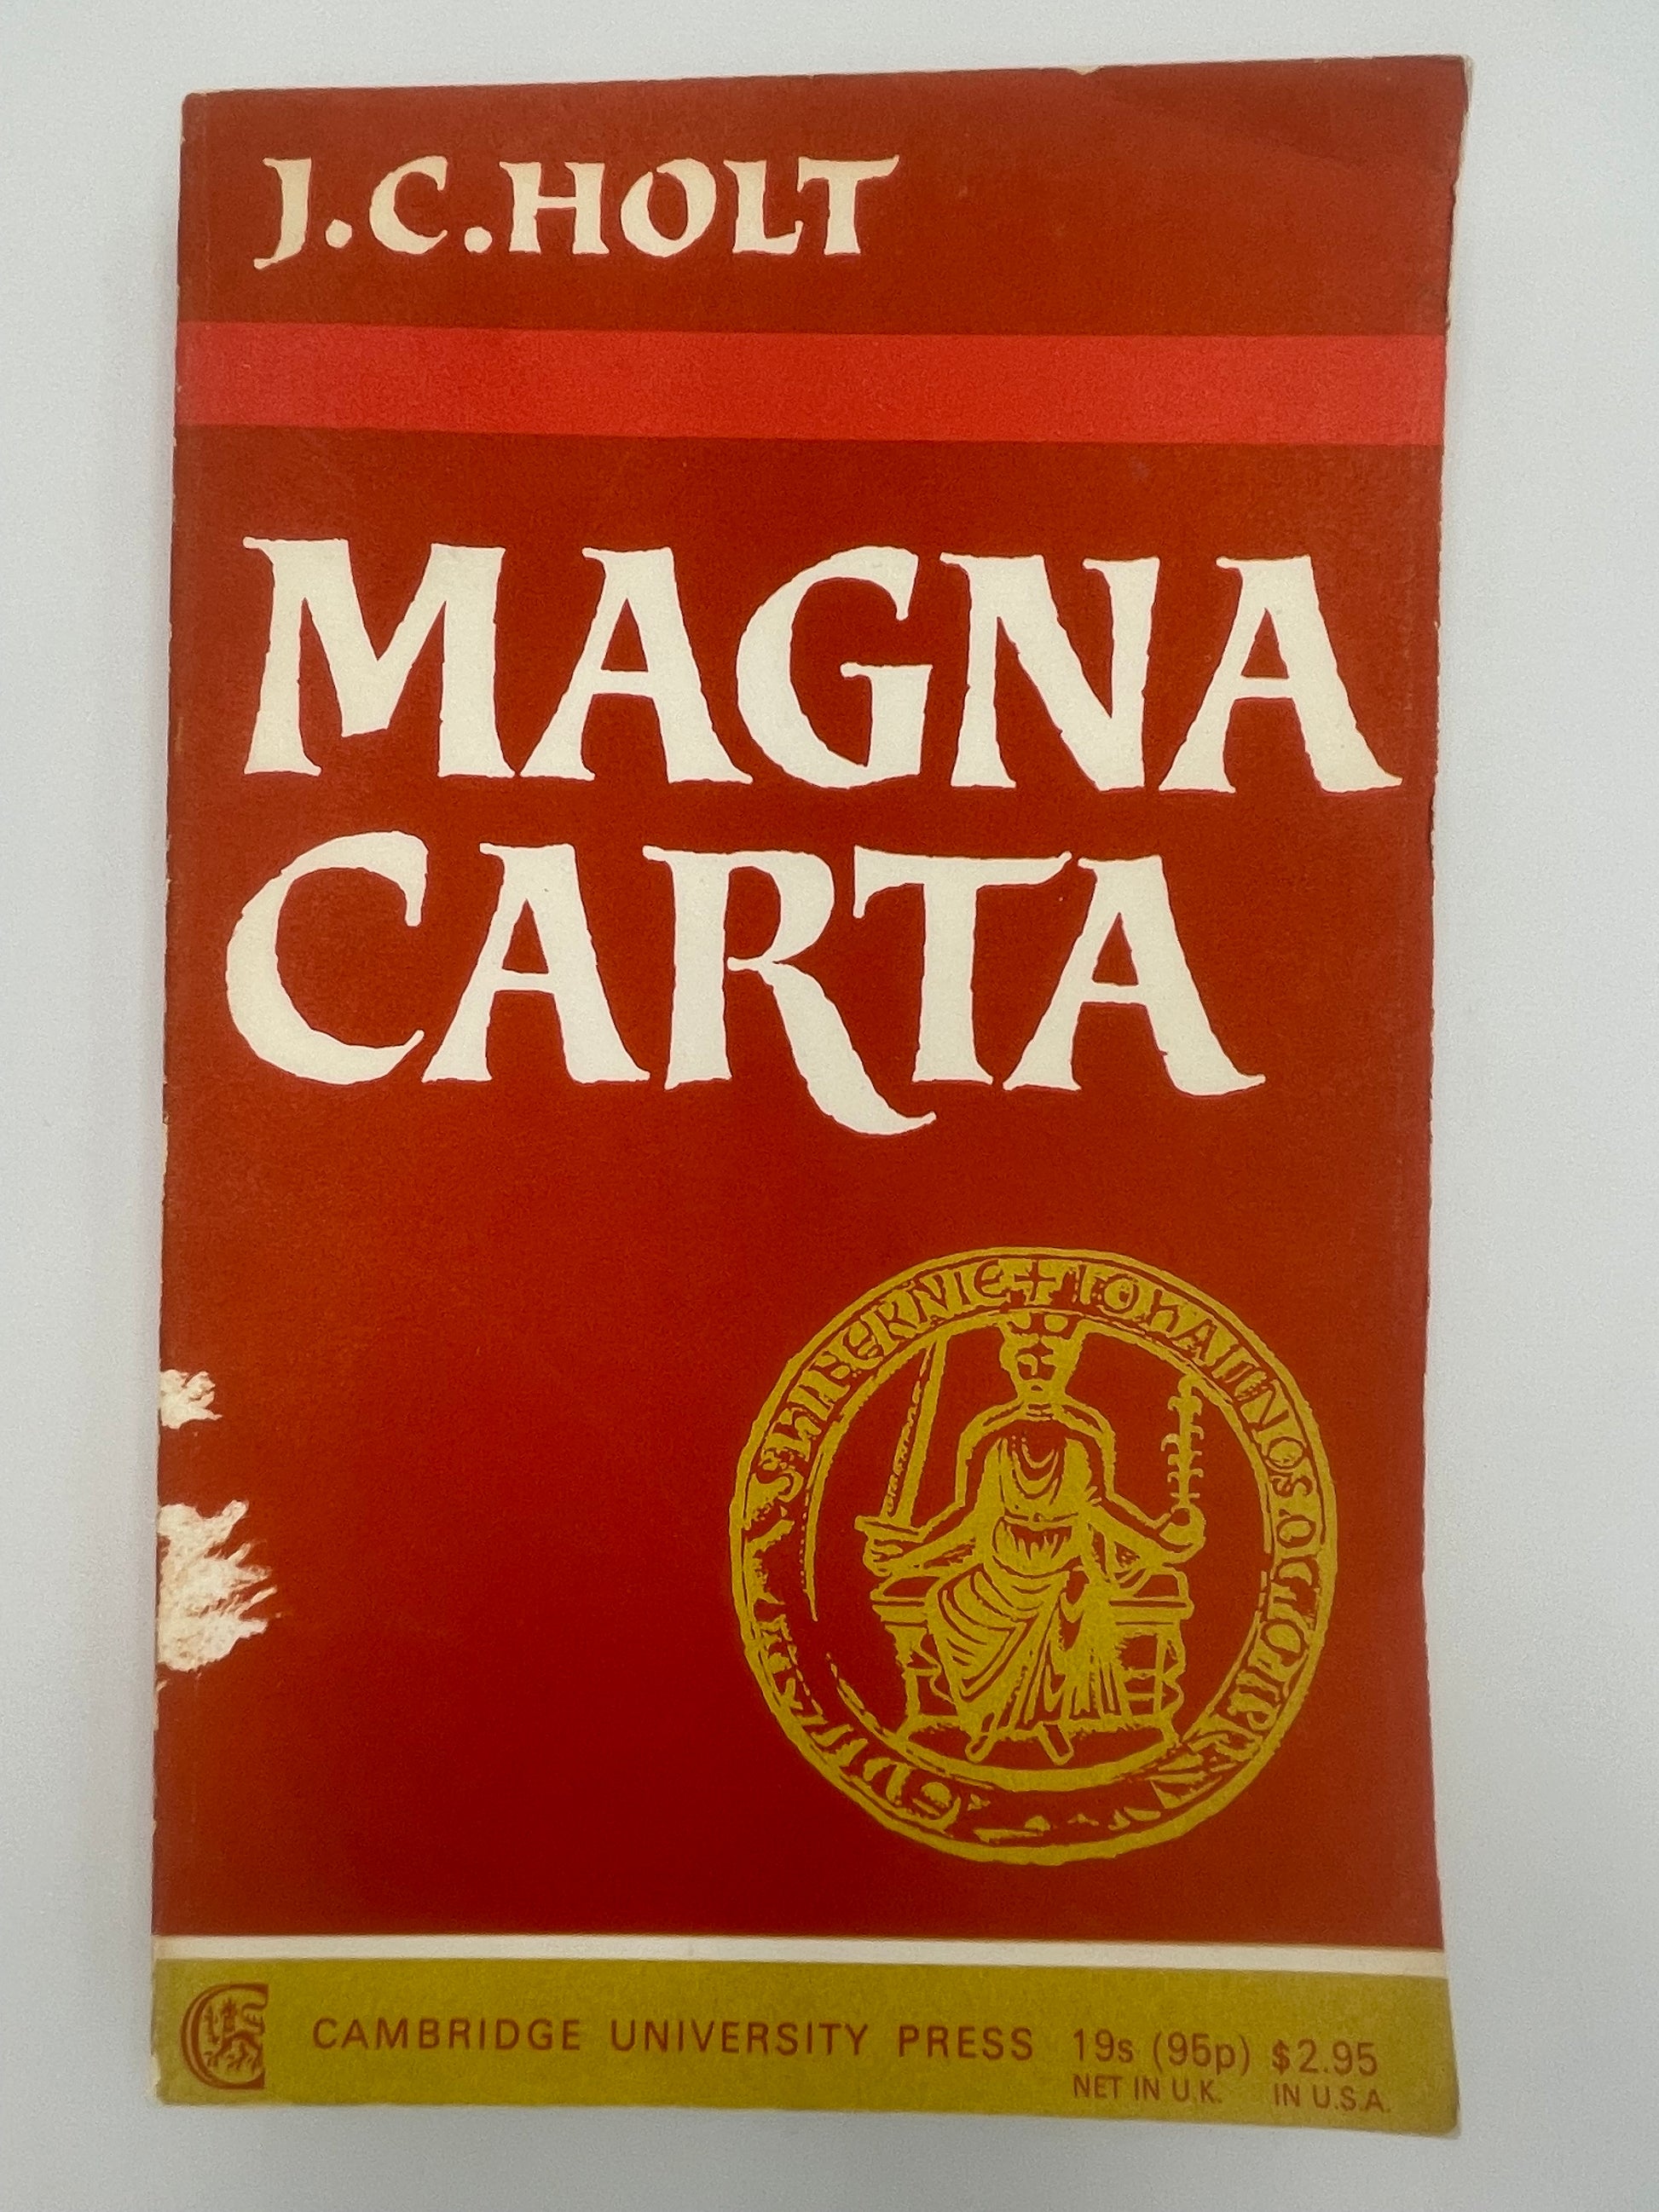 J.C.HOLT
MAGNA
CARTA
CAMBRIDGE UNIVERSITY PRESS 19s (95p) $2.95
NET IN U.K. IN U.S.A.